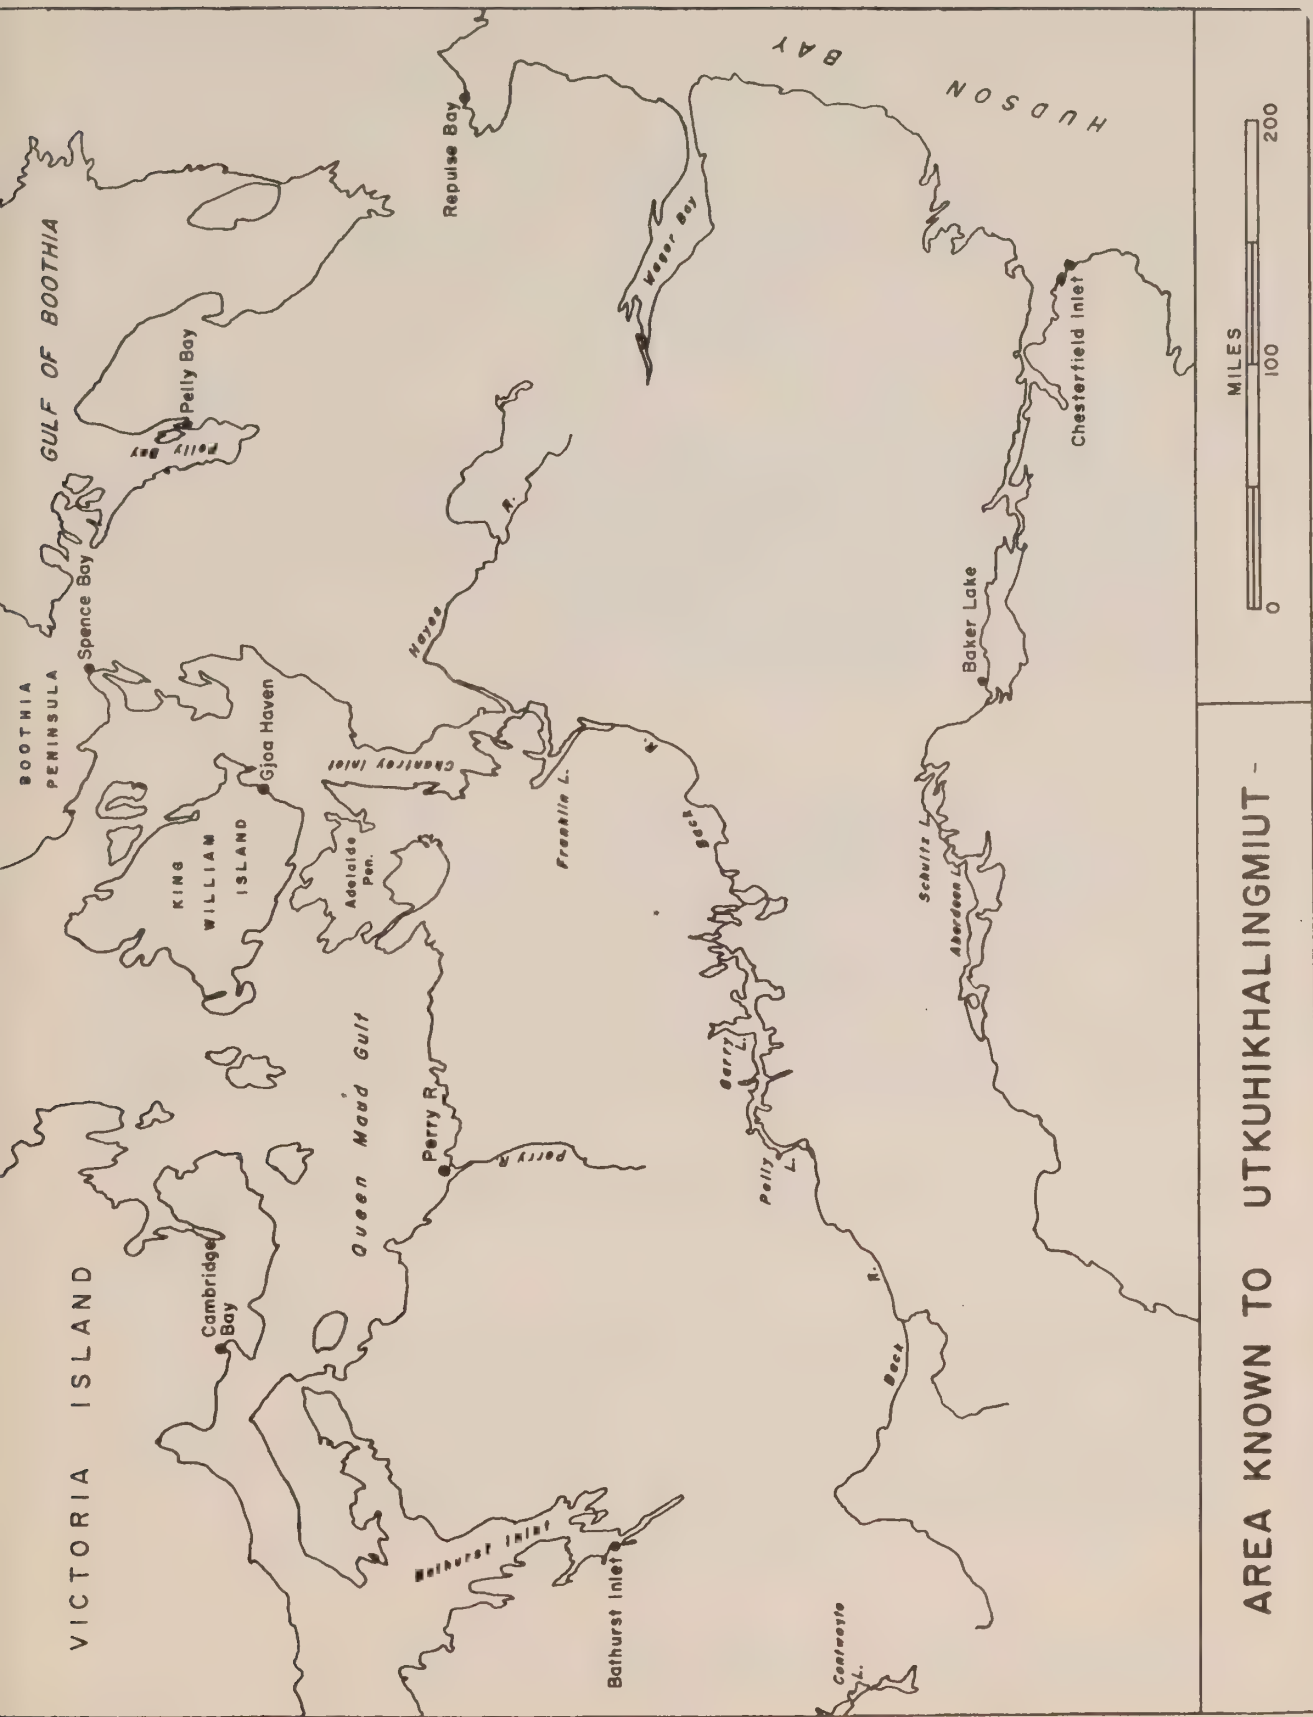 VICTORIA ISLAND
Cambridge
Bay
BOOTHIA
PENINSULA
Spence Bay
GULF OF BOOTHIA
Pelly Bay
Pelly Bay
KING
WILLIAM
ISLAND
Gjoa Haven
Adelaide
Pen.
Chantrey Inlet
Queen Maud Gulf
Perry R.
Perry R
Repulse Bay
Hayes
R.
Wager Bay
HUDSON BAY
Bathurst Inlet
Bathurst Inlet
Franklin L.
R.
Back
Garry
L.
Pelly
L.
R.
Back
Contwoyto
L.
Schultz L.
Aberdeen L.
Baker Lake
Chesterfield Inlet
AREA KNOWN TO UTKUHIKHALINGMIUT -
MILES
0 100 200